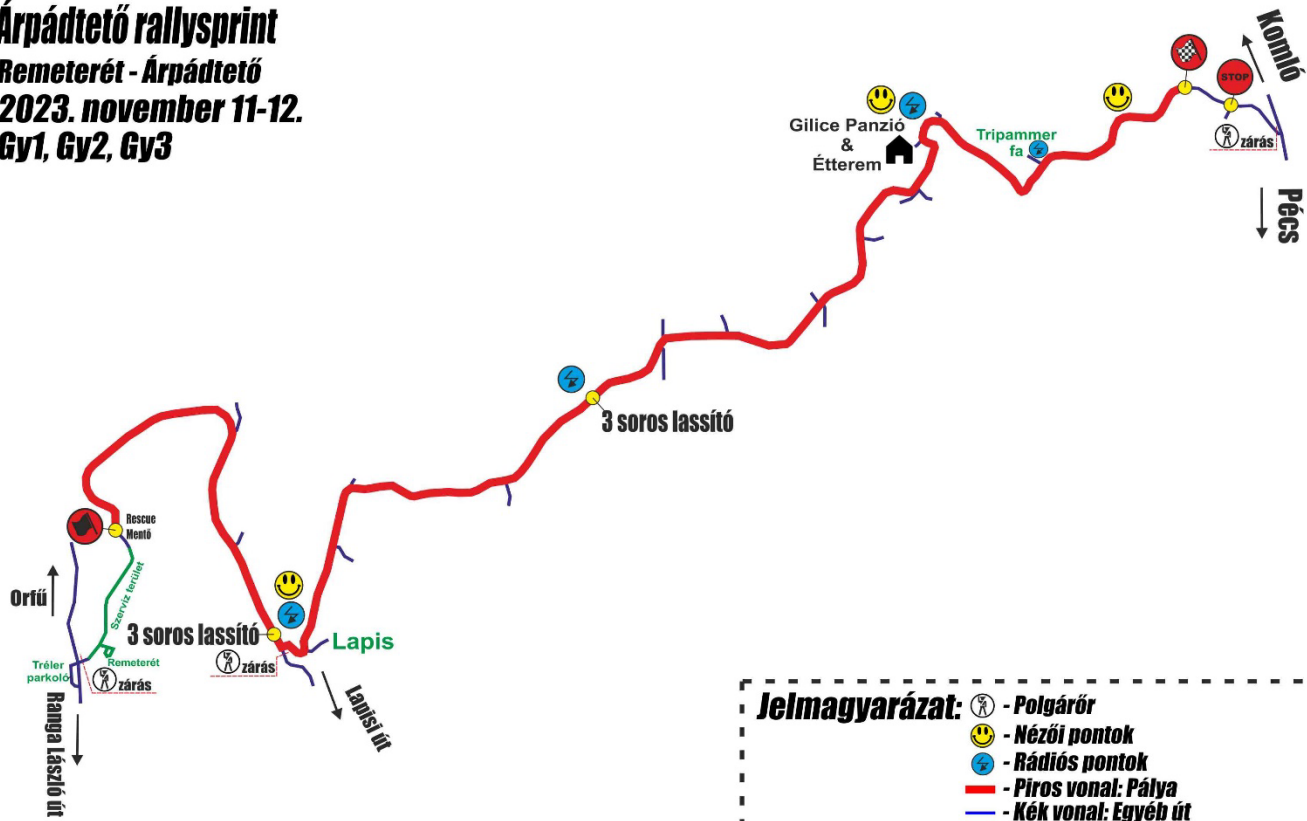 Árpádtető rallysprint
Remeterét - Árpádtető
2023. november 11-12.
Gy1, Gy2, Gy3
Komló
STOP
zárás
Pécs
Gilice Panzió
&
Étterem
Tripammer
fa
3 soros lassító
Rescue
Mentő
Orfű
Szervíz terület
3 soros lassító
Lapis
zárás
Remeterét
Tréler
parkoló
zárás
Lapisi út
Ranga László út
Jelmagyarázat:
- Polgárőr
- Nézői pontok
- Rádiós pontok
- Piros vonal: Pálya
- Kék vonal: Egyéb út